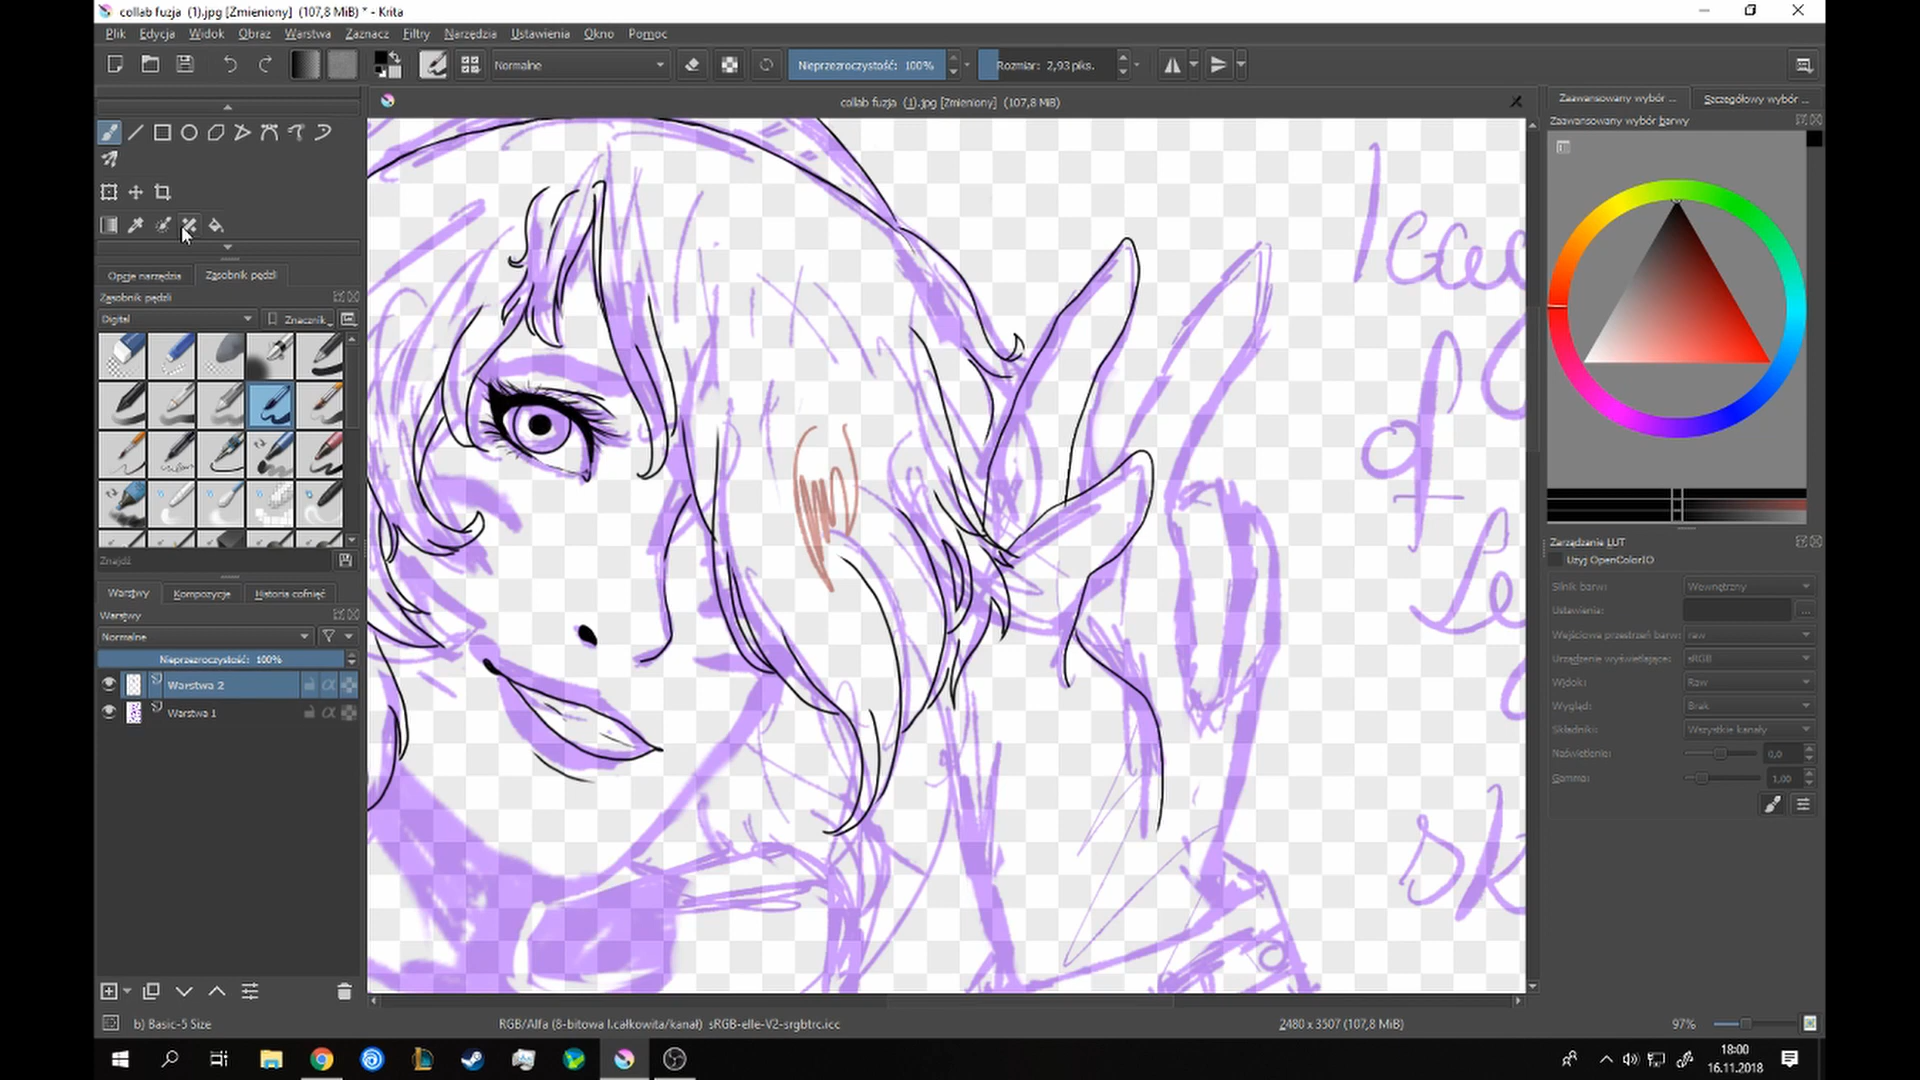 collab fuzja (1).jpg [Zmieniony] (107,8 MiB) * - Krita
Plik Edycja Widok Obraz Warstwa Zaznacz Filtry Narzędzia Ustawienia Okno Pomoc
Normalne
Nieprzezroczystość: 100%
Rozmiar: 2,93 piks.
collab fuzja (1).jpg [Zmieniony] (107,8 MiB)
Zaawansowany wybór ...
Szczegółowy wybór ...
Zaawansowany wybór barwy
Opcje narzędzia
Zasobnik pędzli
Zasobnik pędzli
Digital
Znacznik
Znajdź
Warstwy
Kompozycje
Historia cofnięć
Warstwy
Normalne
Nieprzezroczystość: 100%
Warstwa 2
Warstwa 1
of
sk
Zarządzanie LUT
Użyj OpenColorIO
Silnik barw: Wewnętrzny
Ustawienia: ...
Wejściowa przestrzeń barw: raw
Urządzenie wyświetlające: sRGB
Widok: Raw
Wygląd: Brak
Składniki: Wszystkie kanały
Naświetlenie: 0,0
Gamma: 1,00
b) Basic-5 Size
RGB/Alfa (8-bitowa l.całkowita/kanał) sRGB-elle-V2-srgbtrc.icc
2480 x 3507 (107,8 MiB)
97%
18:00
16.11.2018